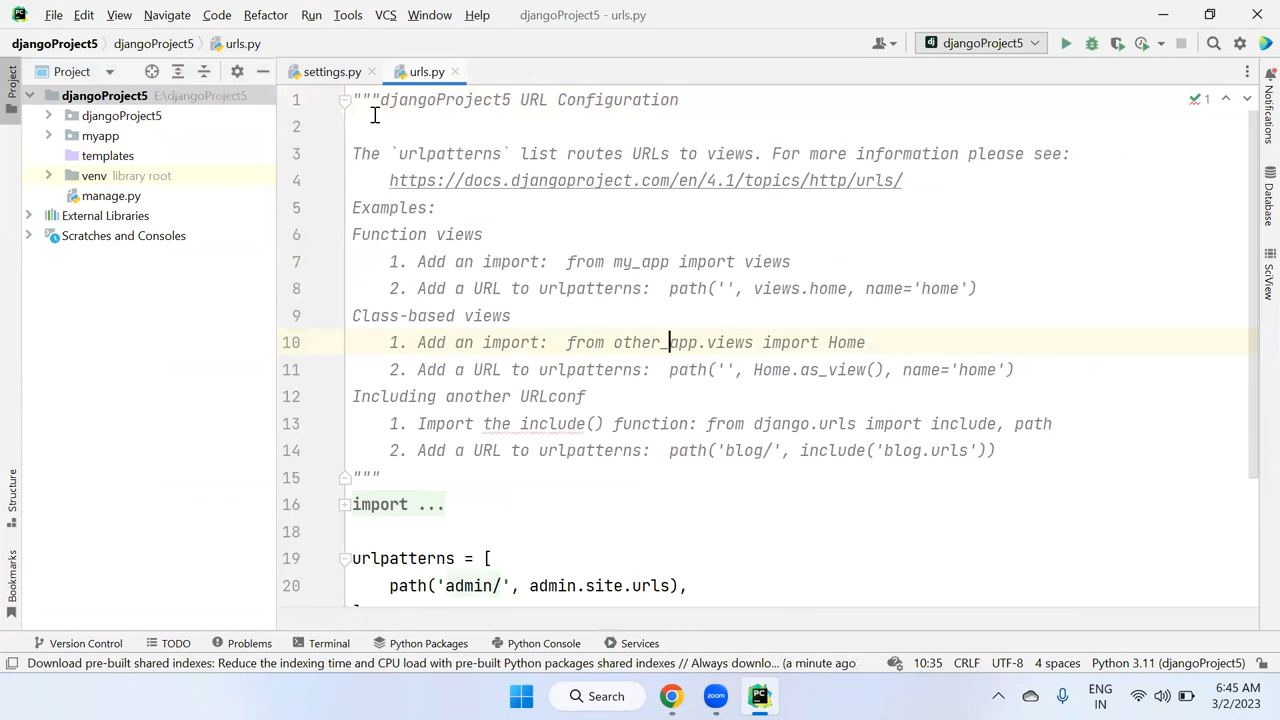 File Edit View Navigate Code Refactor Run Tools VCS Window Help djangoProject5 - urls.py
djangoProject5 djangoProject5 urls.py djangoProject5
Project settings.py urls.py
Project
djangoProject5 E:\djangoProject5
djangoProject5
myapp
templates
venv library root
manage.py
External Libraries
Scratches and Consoles
Structure
Bookmarks
1 """djangoProject5 URL Configuration
2
3 The `urlpatterns` list routes URLs to views. For more information please see:
4 https://docs.djangoproject.com/en/4.1/topics/http/urls/
5 Examples:
6 Function views
7 1. Add an import:  from my_app import views
8 2. Add a URL to urlpatterns:  path('', views.home, name='home')
9 Class-based views
10 1. Add an import:  from other_app.views import Home
11 2. Add a URL to urlpatterns:  path('', Home.as_view(), name='home')
12 Including another URLconf
13 1. Import the include() function: from django.urls import include, path
14 2. Add a URL to urlpatterns:  path('blog/', include('blog.urls'))
15 """
16 import ...
18
19 urlpatterns = [
20 path('admin/', admin.site.urls),
1
Notifications
Database
SciView
Version Control TODO Problems Terminal Python Packages Python Console Services
Download pre-built shared indexes: Reduce the indexing time and CPU load with pre-built Python packages shared indexes // Always downlo... (a minute ago) 10:35 CRLF UTF-8 4 spaces Python 3.11 (djangoProject5)
Search zoom PC ENG 6:45 AM
IN 3/2/2023